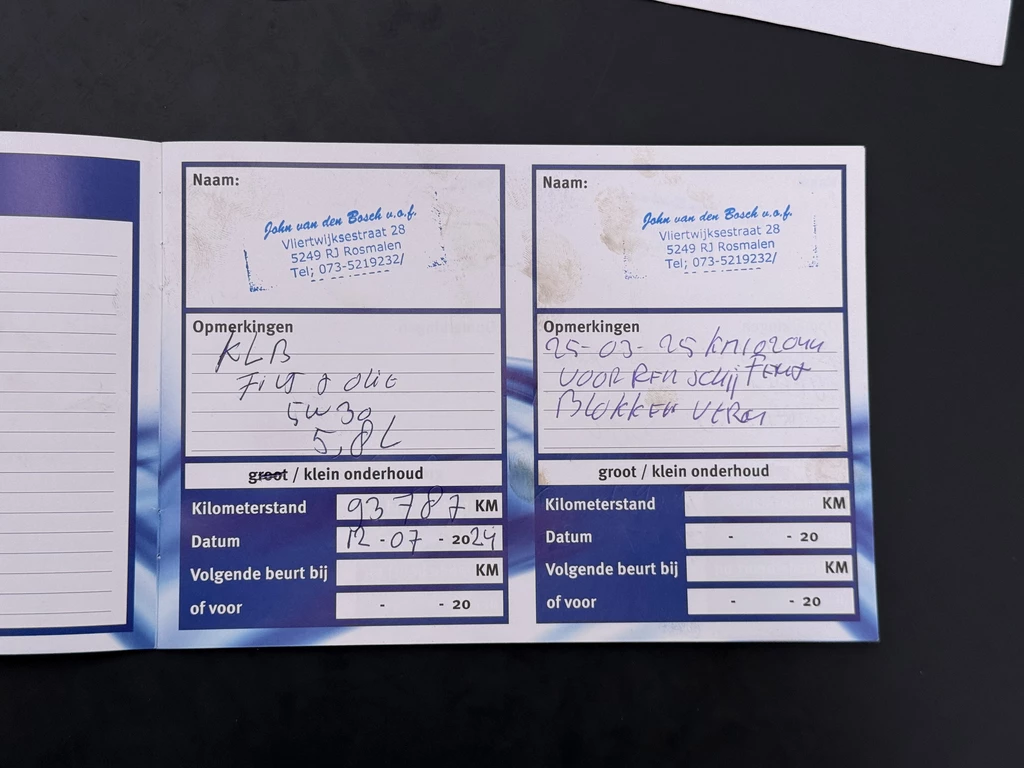 Naam:
John van den Bosch v.o.f.
Vliertwijksestraat 28
5249 RJ Rosmalen
Tel; 073-5219232/
Opmerkingen
KLB
Filt & olie
5w30
5,8L
groot / klein onderhoud
Kilometerstand 93787 KM
Datum 12-07-2024
Volgende beurt bij KM
of voor - - 20
Naam:
John van den Bosch v.o.f.
Vliertwijksestraat 28
5249 RJ Rosmalen
Tel; 073-5219232/
Opmerkingen
25-03-25
VOOR REM SCHIJFEN &
BLOKKEN
groot / klein onderhoud
Kilometerstand KM
Datum - - 20
Volgende beurt bij KM
of voor - - 20